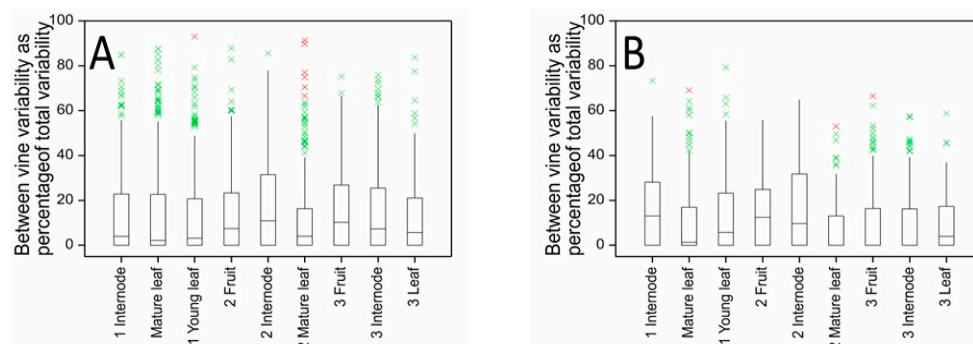 A
Between vine variability as
percentageof total variability
100
80
60
40
20
0
1 Internode
Mature leaf
1 Young leaf
2 Fruit
2 Internode
2 Mature leaf
3 Fruit
3 Internode
3 Leaf
B
Between vine variability as
percentageof total variability
100
80
60
40
20
0
1 Internode
Mature leaf
1 Young leaf
2 Fruit
2 Internode
2 Mature leaf
3 Fruit
3 Internode
3 Leaf